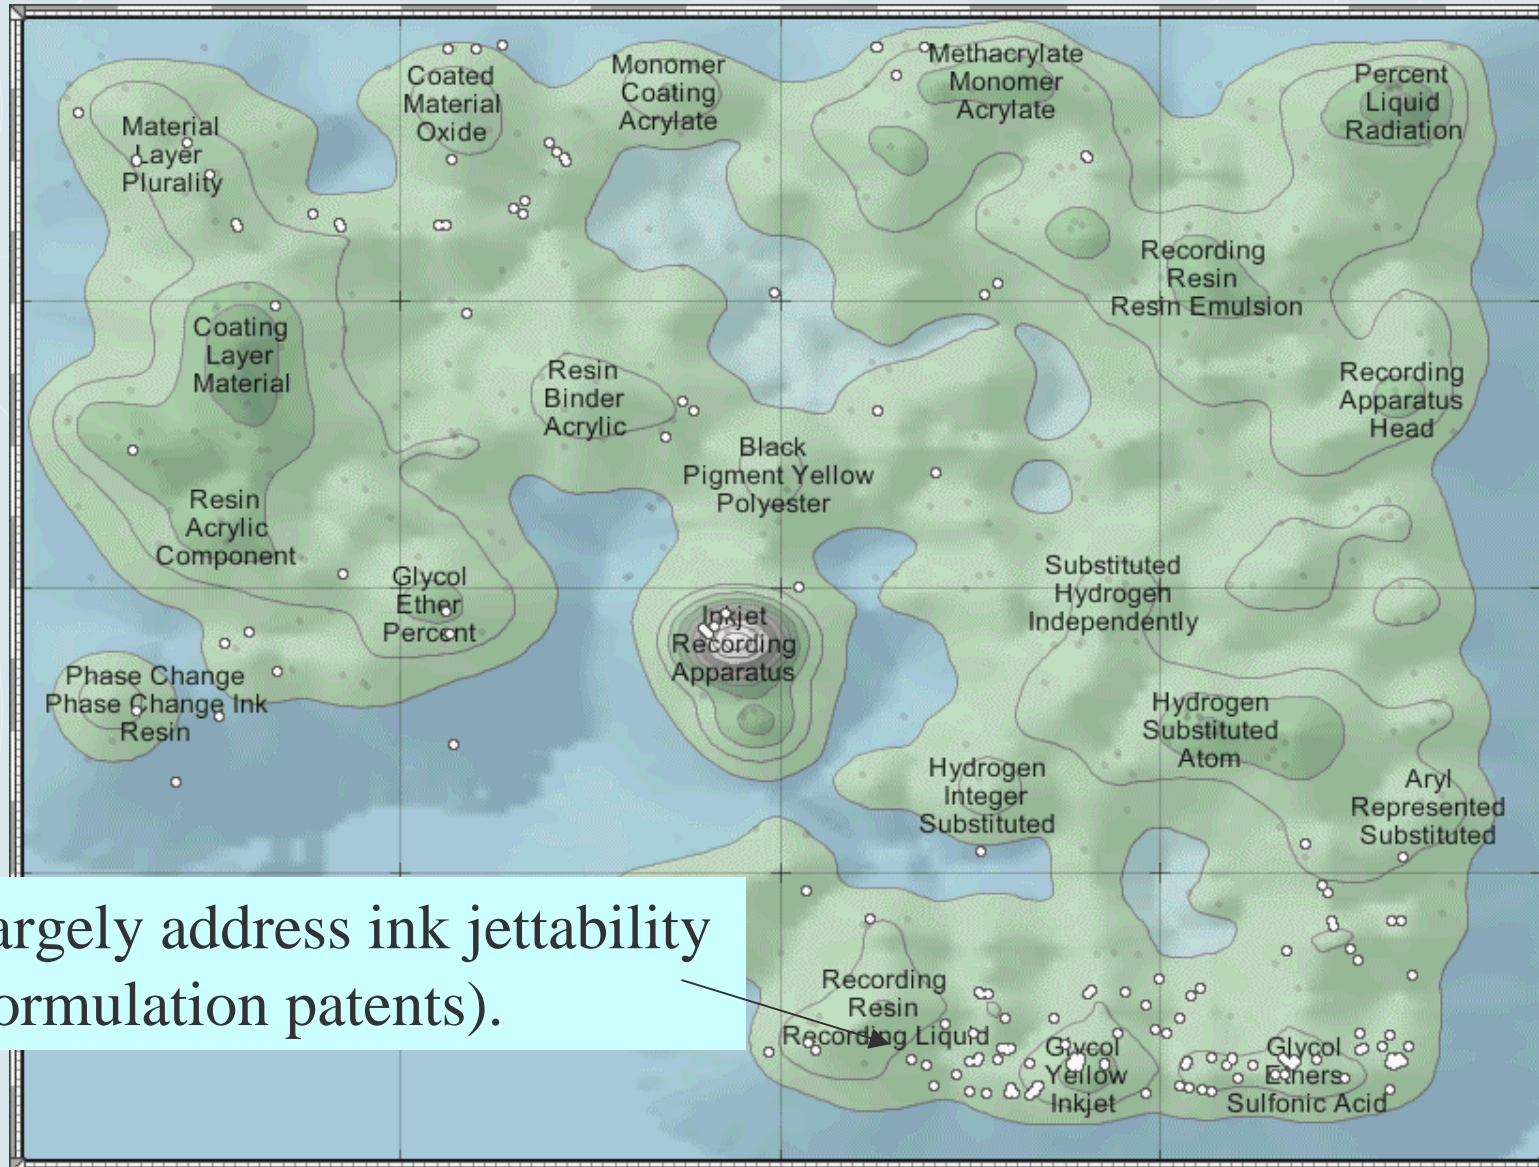 Material
Layer
Plurality
Coated
Material
Oxide
Monomer
Coating
Acrylate
Methacrylate
Monomer
Acrylate
Percent
Liquid
Radiation
Recording
Resin
Resin Emulsion
Coating
Layer
Material
Resin
Binder
Acrylic
Recording
Apparatus
Head
Black
Pigment Yellow
Polyester
Resin
Acrylic
Component
Glycol
Ether
Percent
Substituted
Hydrogen
Independently
Inkjet
Recording
Apparatus
Phase Change
Phase Change Ink
Resin
Hydrogen
Substituted
Atom
Hydrogen
Integer
Substituted
Aryl
Represented
Substituted
argely address ink jettability
ormulation patents).
Recording
Resin
Recording Liquid
Glycol
Yellow
Inkjet
Glycol
Ethers
Sulfonic Acid